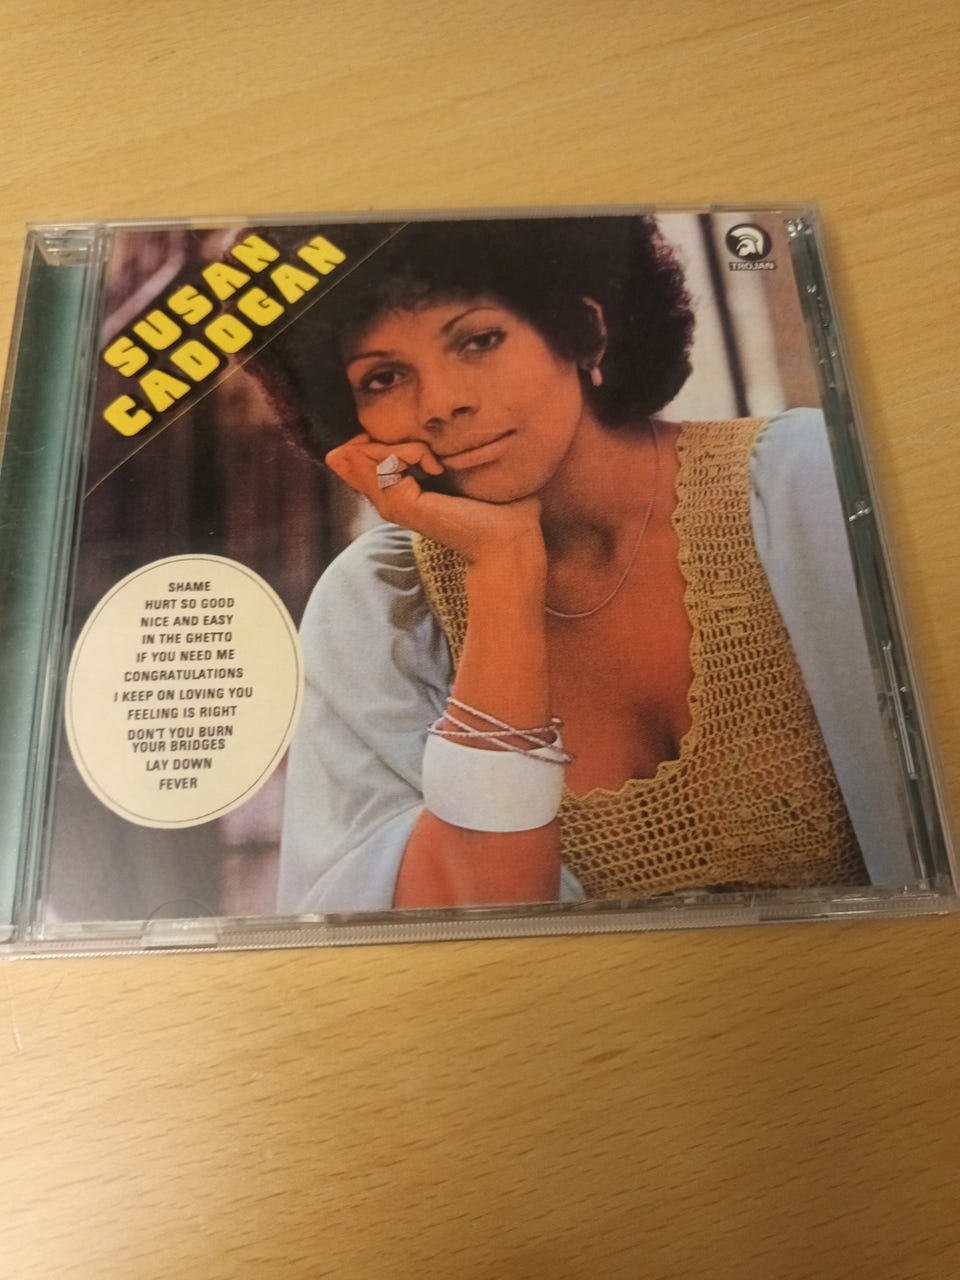 SUSAN
CADOGAN
TROJAN
SHAME
HURT SO GOOD
NICE AND EASY
IN THE GHETTO
IF YOU NEED ME
CONGRATULATIONS
I KEEP ON LOVING YOU
FEELING IS RIGHT
DON'T YOU BURN
YOUR BRIDGES
LAY DOWN
FEVER